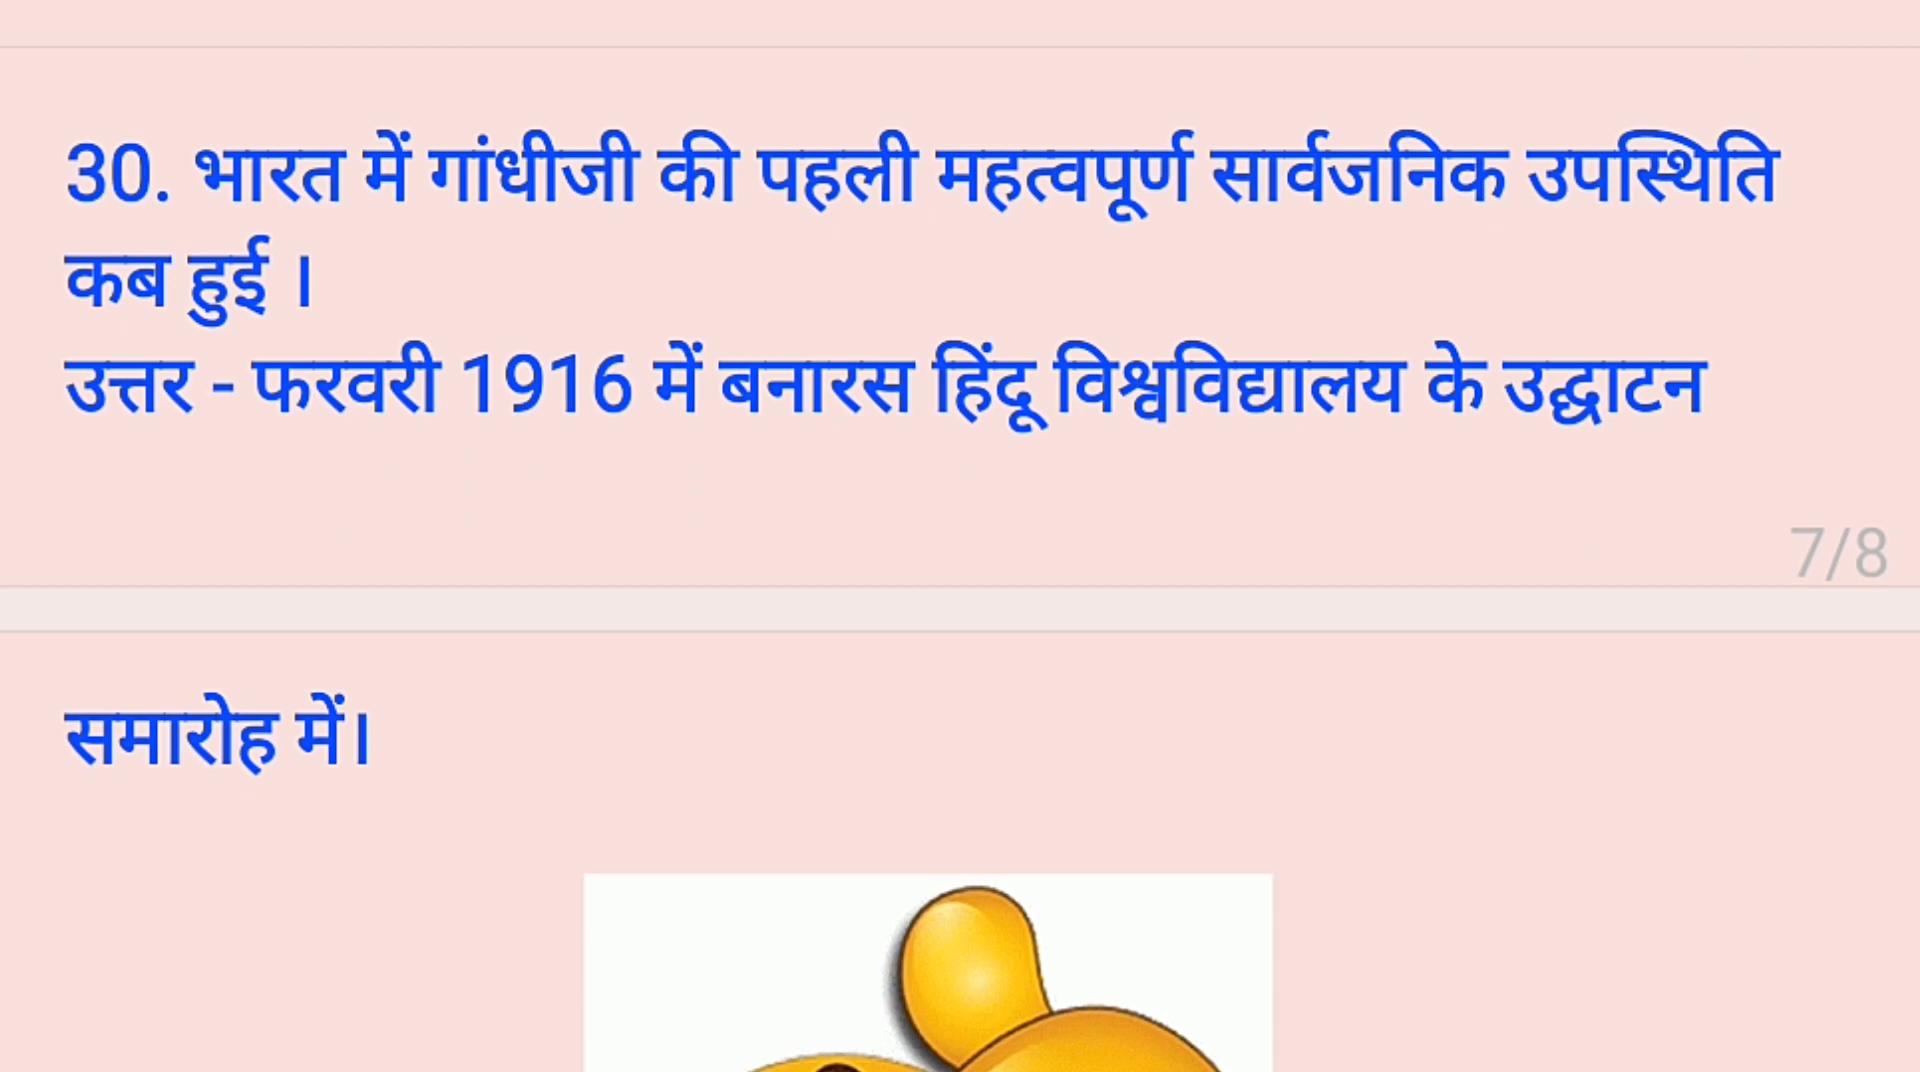 30. भारत में गांधीजी की पहली महत्वपूर्ण सार्वजनिक उपस्थिति
कब हुई ।
उत्तर - फरवरी 1916 में बनारस हिंदू विश्वविद्यालय के उद्घाटन
7/8
समारोह में।